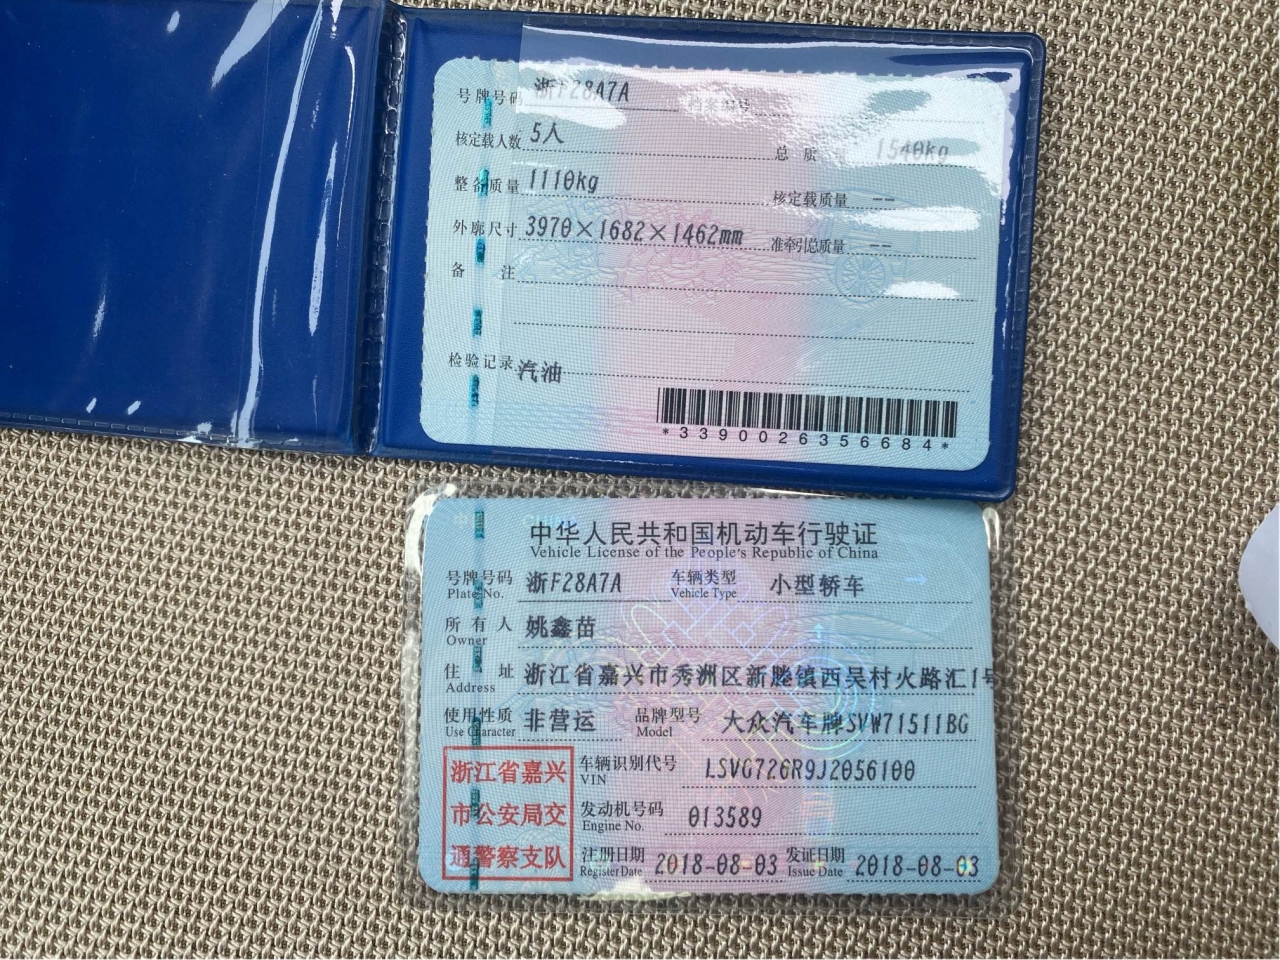 号牌号码 浙F28A7A 档案编号
核定载人数 5人 总质 1540kg
整备质量 1110kg 核定载质量 --
外廓尺寸 3970×1682×1462mm 准牵引总质量 --
备注
检验记录 汽油
*3390026356684*
中华人民共和国机动车行驶证
Vehicle License of the People's Republic of China
号牌号码 浙F28A7A 车辆类型 小型轿车
Plate No. Vehicle Type
所有人 姚鑫苗
Owner
住址 浙江省嘉兴市秀洲区新塍镇西吴村火路汇1号
Address
使用性质 非营运 品牌型号 大众汽车牌SVW71511BG
Use Character Model
浙江省嘉兴
市公安局交
通警察支队
车辆识别代号 LSVG726R9J2056100
VIN
发动机号码 013589
Engine No.
注册日期 2018-08-03 发证日期 2018-08-03
Register Date Issue Date